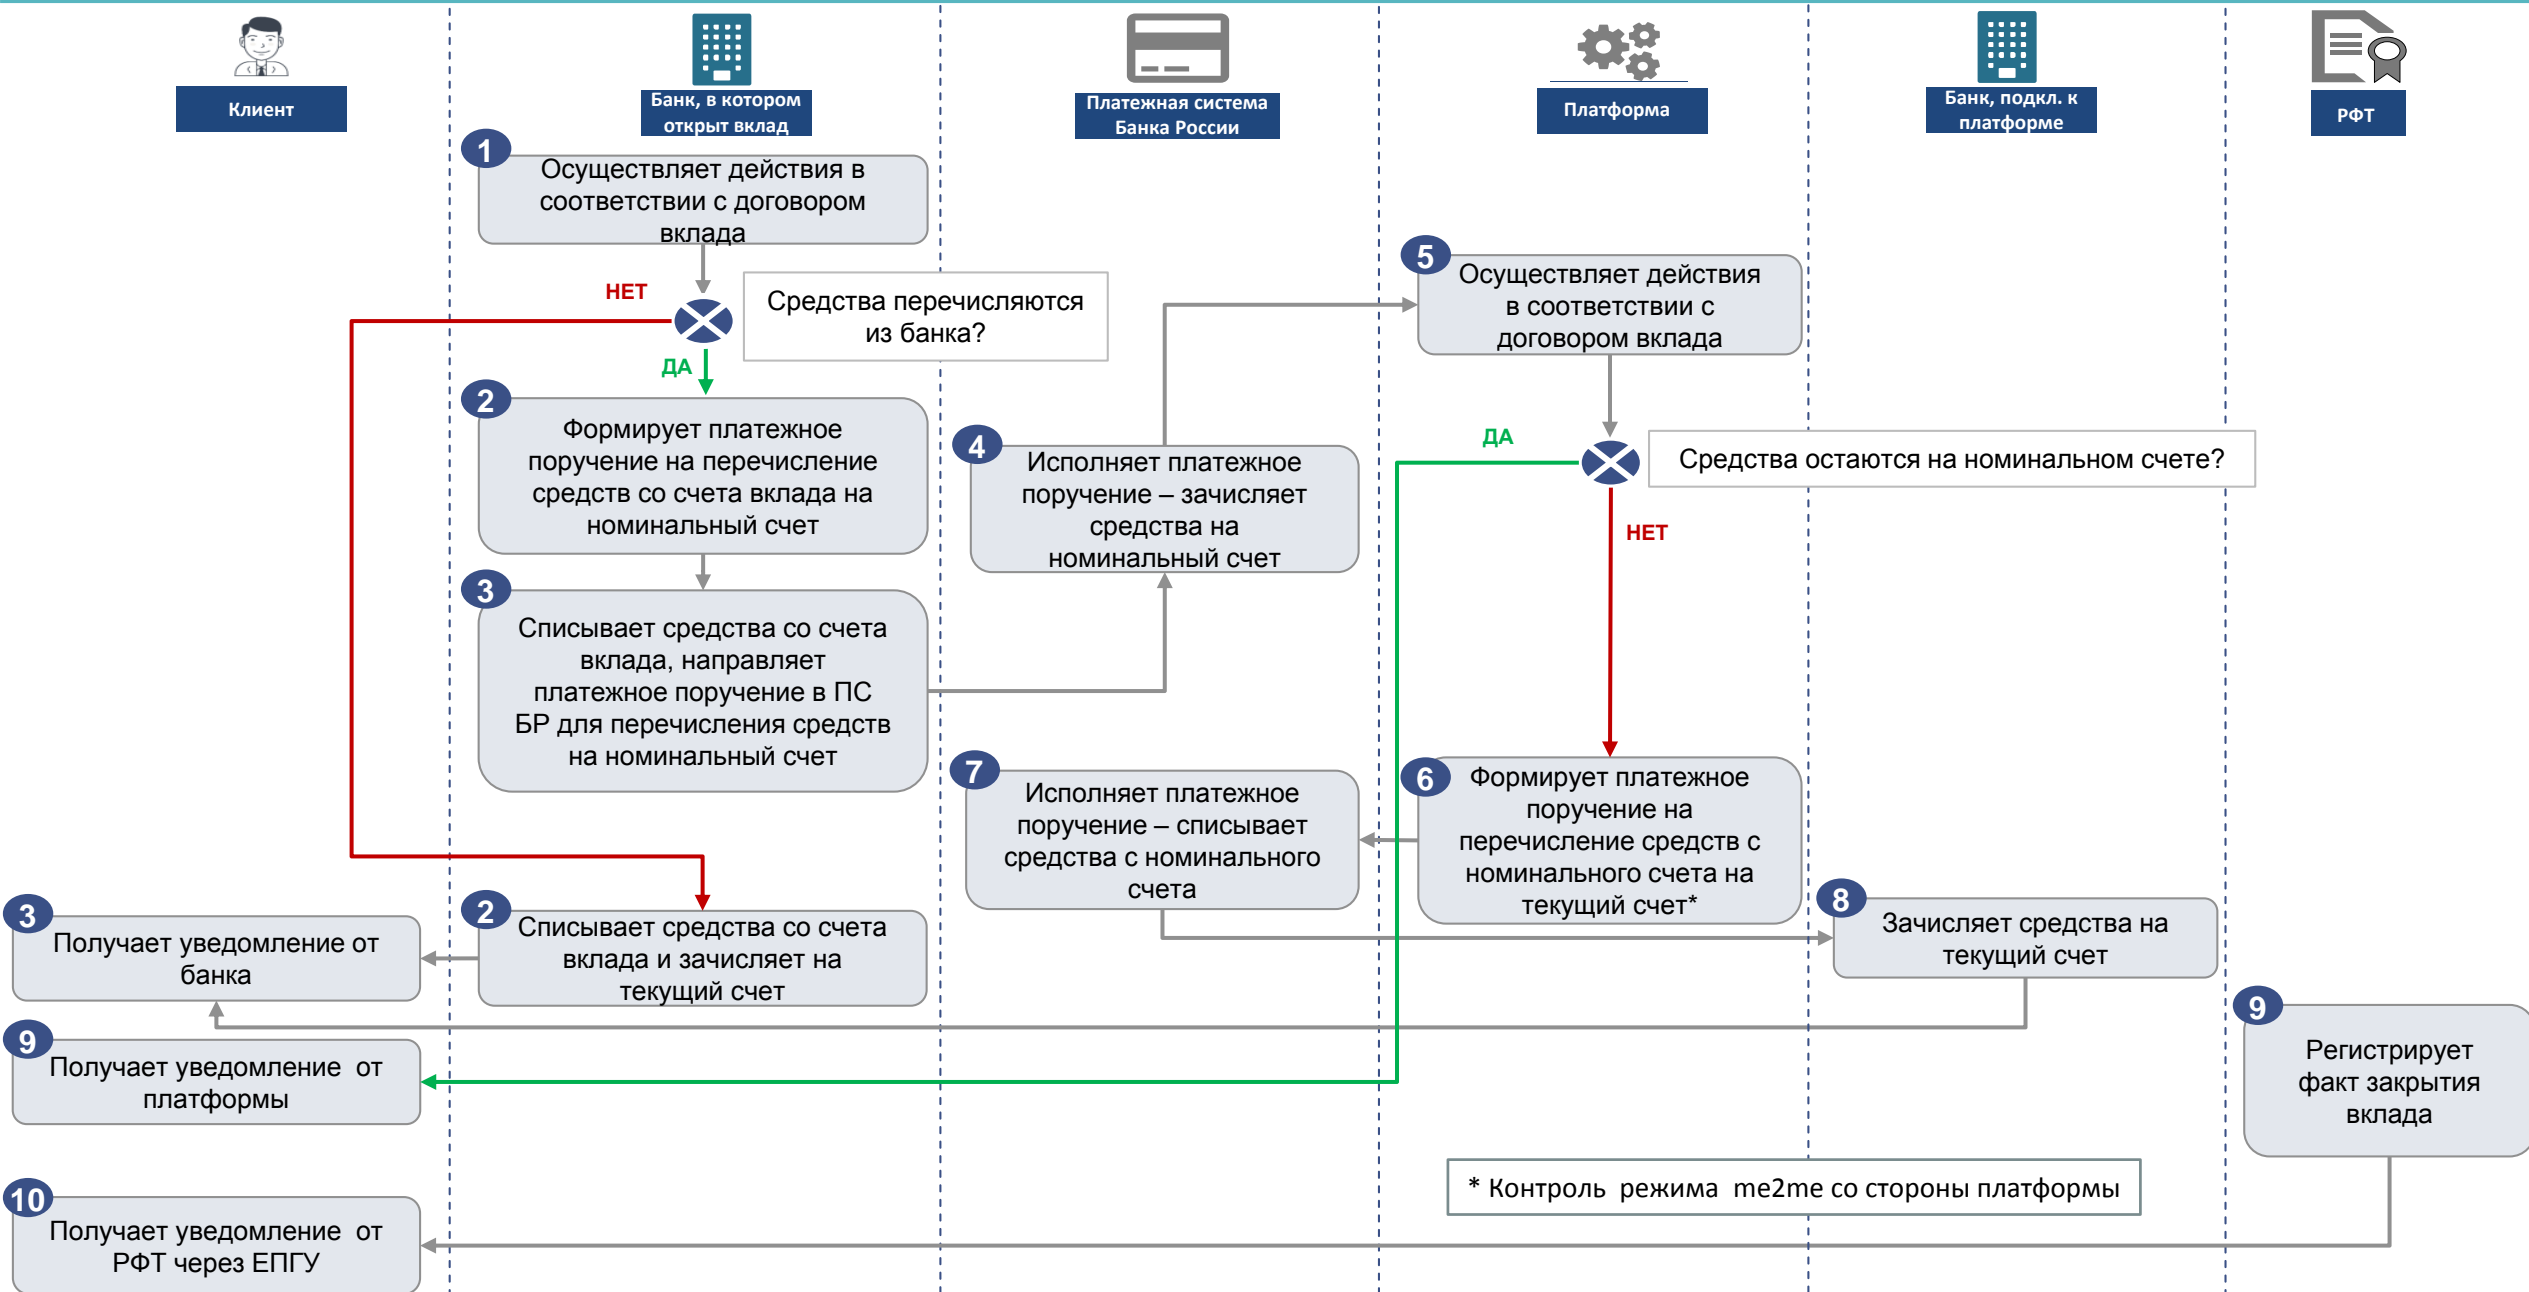 Клиент
Банк, в котором
открыт вклад
Платежная система
Банка России
Платформа
Банк, подкл. к
платформе
РФТ
1
Осуществляет действия в
соответствии с договором
вклада
НЕТ
Средства перечисляются
из банка?
ДА
2
Формирует платежное
поручение на перечисление
средств со счета вклада на
номинальный счет
3
Списывает средства со счета
вклада, направляет
платежное поручение в ПС
БР для перечисления средств
на номинальный счет
4
Исполняет платежное
поручение – зачисляет
средства на
номинальный счет
5
Осуществляет действия
в соответствии с
договором вклада
ДА
Средства остаются на номинальном счете?
НЕТ
6
Формирует платежное
поручение на
перечисление средств с
номинального счета на
текущий счет*
7
Исполняет платежное
поручение – списывает
средства с номинального
счета
8
Зачисляет средства на
текущий счет
2
Списывает средства со счета
вклада и зачисляет на
текущий счет
3
Получает уведомление от
банка
9
Получает уведомление от
платформы
9
Регистрирует
факт закрытия
вклада
10
Получает уведомление от
РФТ через ЕПГУ
* Контроль режима me2me со стороны платформы